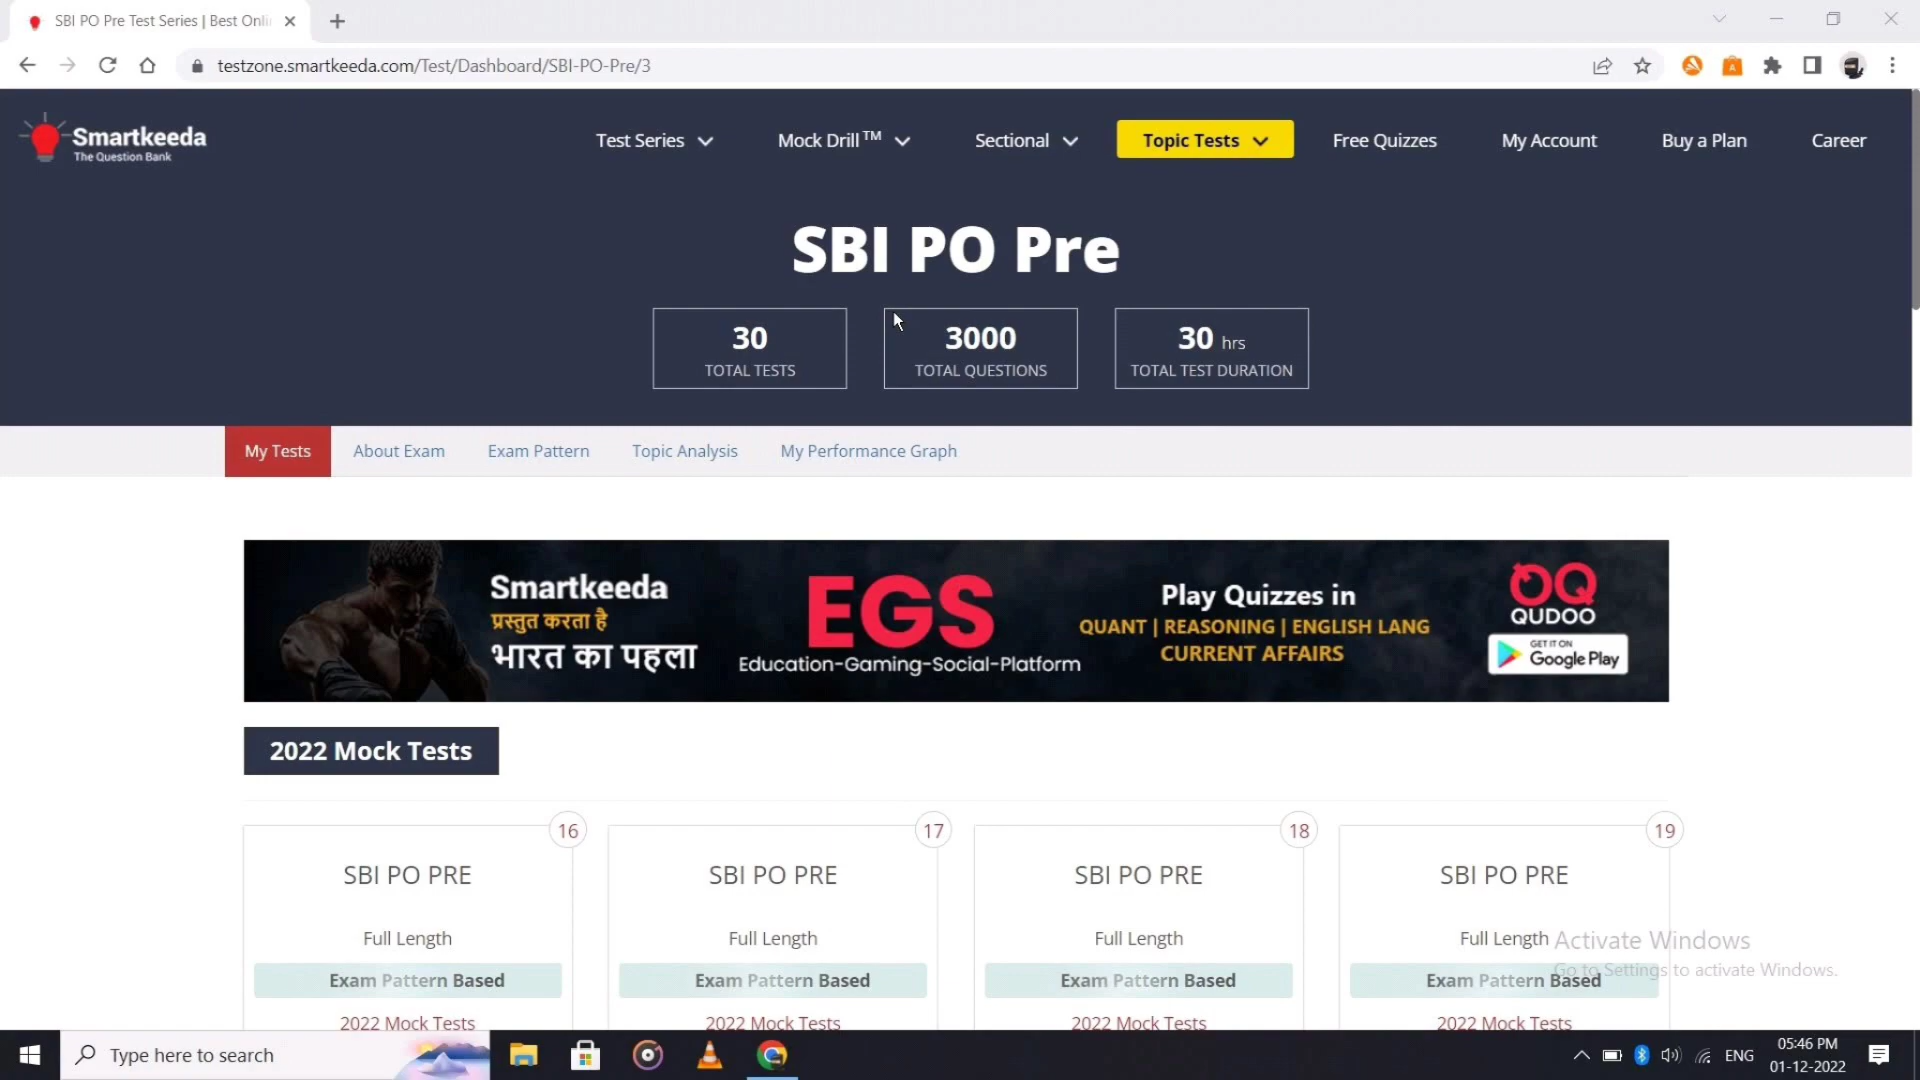 SBI PO Pre Test Series | Best Onli
testzone.smartkeeda.com/Test/Dashboard/SBI-PO-Pre/3
Smartkeeda
The Question Bank
Test Series
Mock Drill™
Sectional
Topic Tests
Free Quizzes
My Account
Buy a Plan
Career
SBI PO Pre
30
TOTAL TESTS
3000
TOTAL QUESTIONS
30 hrs
TOTAL TEST DURATION
My Tests
About Exam
Exam Pattern
Topic Analysis
My Performance Graph
Smartkeeda
प्रस्तुत करता है
भारत का पहला
EGS
Education-Gaming-Social-Platform
Play Quizzes in
QUANT | REASONING | ENGLISH LANG
CURRENT AFFAIRS
QUDOO
GET IT ON
Google Play
2022 Mock Tests
16
SBI PO PRE
Full Length
Exam Pattern Based
2022 Mock Tests
17
SBI PO PRE
Full Length
Exam Pattern Based
2022 Mock Tests
18
SBI PO PRE
Full Length
Exam Pattern Based
2022 Mock Tests
19
SBI PO PRE
Full Length
Exam Pattern Based
2022 Mock Tests
Activate Windows
Go to Settings to activate Windows.
Type here to search
ENG
05:46 PM
01-12-2022